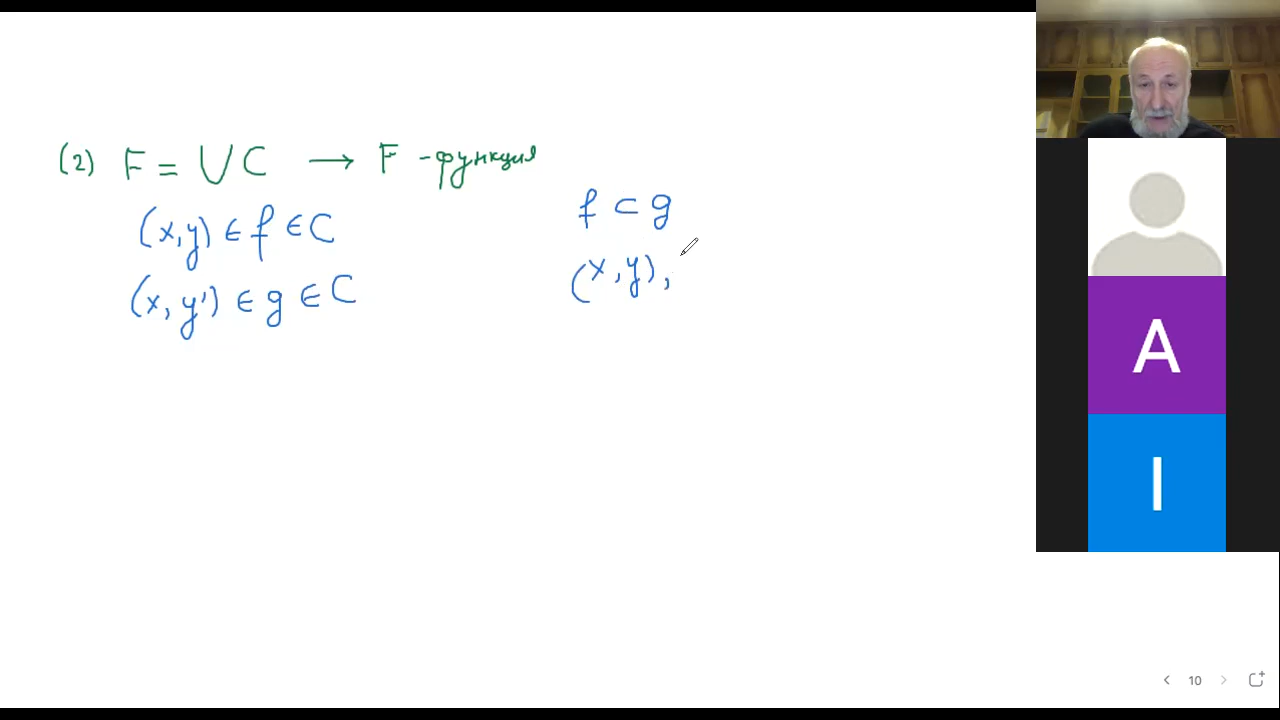 (2) F = ∪ C → F - функция
(x,y) ∈ f ∈ C
(x, y') ∈ g ∈ C
f ⊂ g
(x, y),
A
I
10